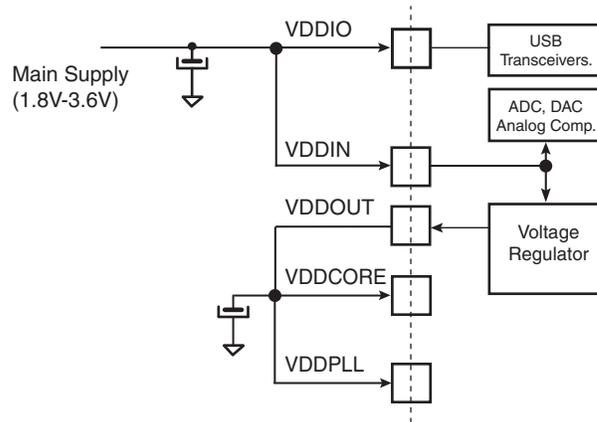 VDDIO
USB
Transceivers.
Main Supply
(1.8V-3.6V)
ADC, DAC
Analog Comp.
VDDIN
VDDOUT
Voltage
Regulator
VDDCORE
VDDPLL